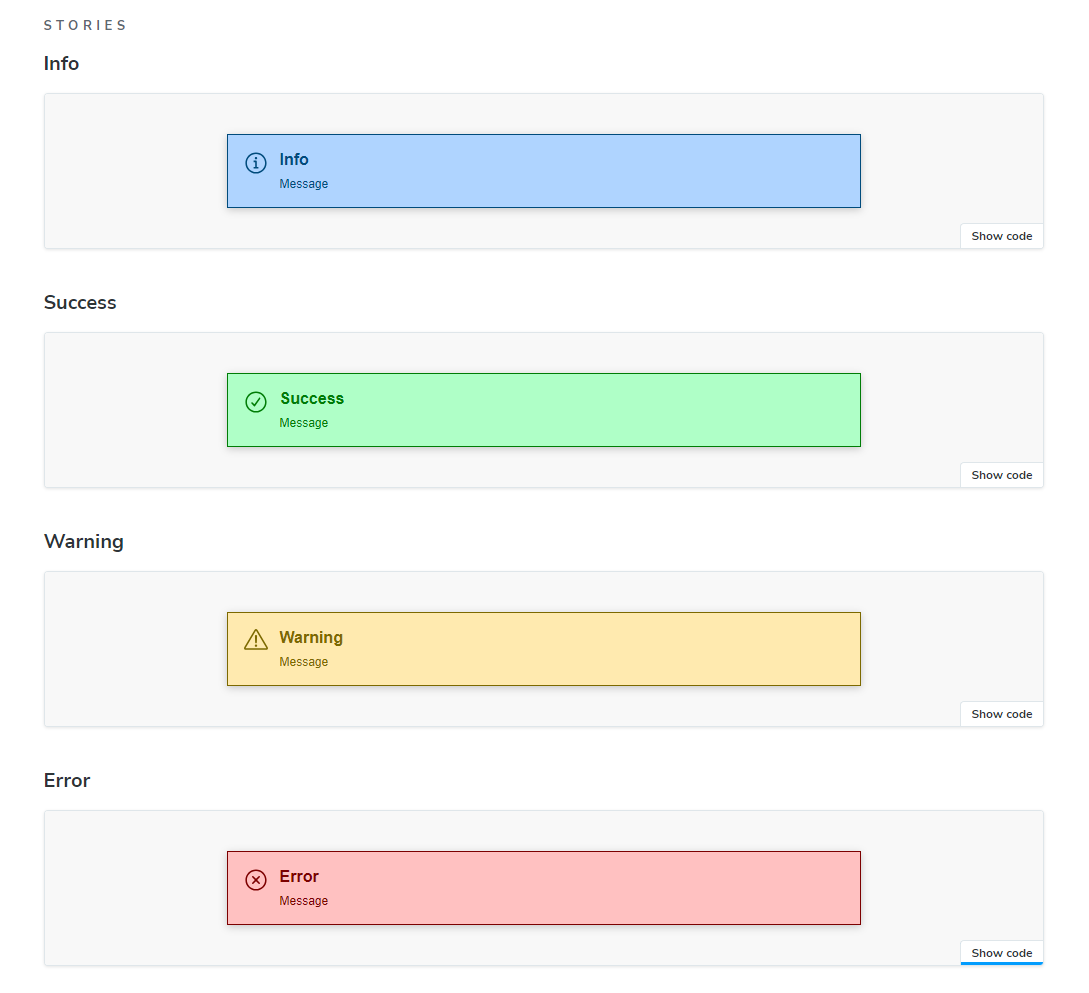 STORIES
Info
Info
Message
Show code
Success
Success
Message
Show code
Warning
Warning
Message
Show code
Error
Error
Message
Show code